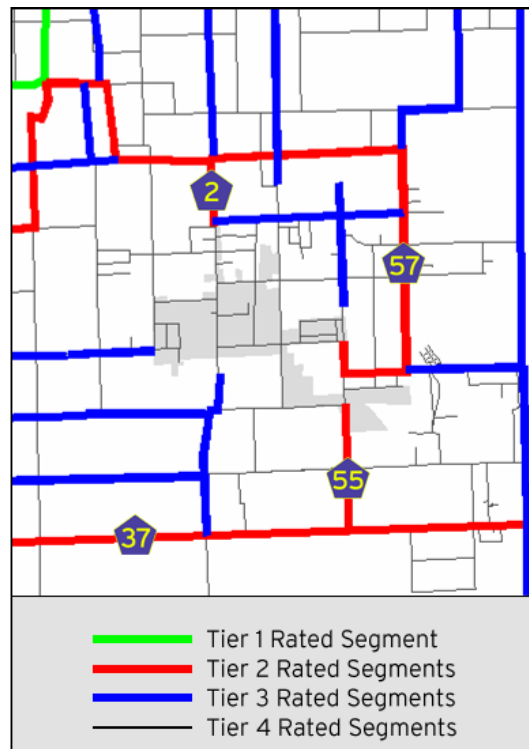 2
57
55
37
Tier 1 Rated Segment
Tier 2 Rated Segments
Tier 3 Rated Segments
Tier 4 Rated Segments